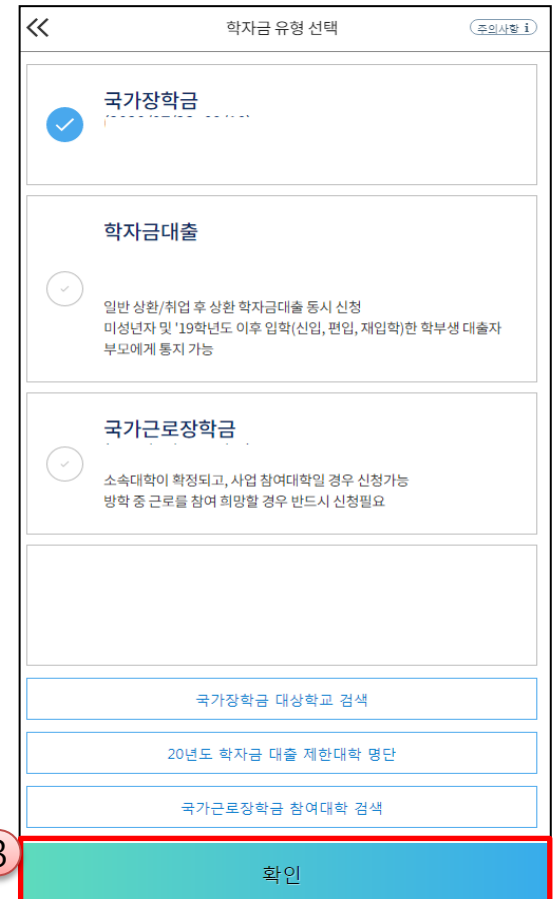 학자금 유형 선택
주의사항 i
국가장학금
학자금대출
일반 상환/취업 후 상환 학자금대출 동시 신청
미성년자 및 '19학년도 이후 입학(신입, 편입, 재입학)한 학부생 대출자
부모에게 통지 가능
국가근로장학금
소속대학이 확정되고, 사업 참여대학일 경우 신청가능
방학 중 근로를 참여 희망할 경우 반드시 신청필요
국가장학금 대상학교 검색
20년도 학자금 대출 제한대학 명단
국가근로장학금 참여대학 검색
3
확인